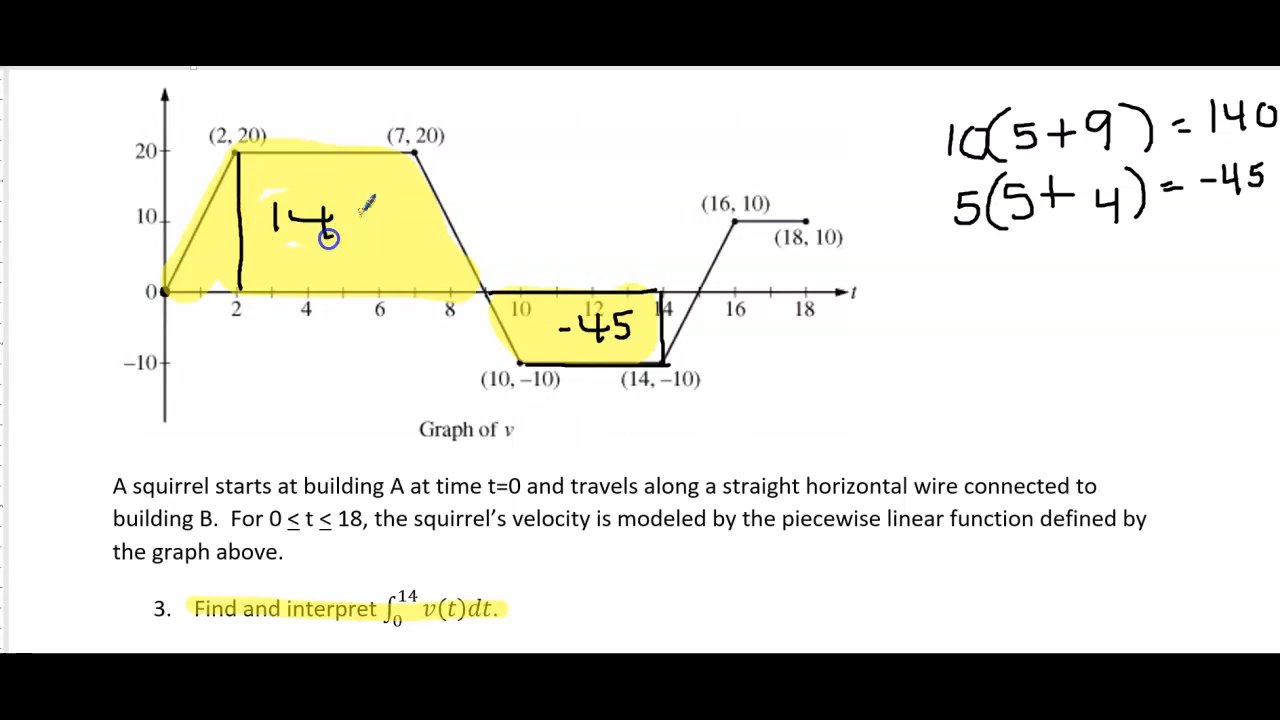 (2, 20)
(7, 20)
20
10
0
−10
2
4
6
8
10
12
14
16
18
t
14
-45
(10, −10)
(14, −10)
(16, 10)
(18, 10)
Graph of v
10(5+9) = 140
5(5+4) = -45
A squirrel starts at building A at time t=0 and travels along a straight horizontal wire connected to
building B. For 0 ≤ t ≤ 18, the squirrel's velocity is modeled by the piecewise linear function defined by
the graph above.
3. Find and interpret ∫₀¹⁴ v(t)dt.